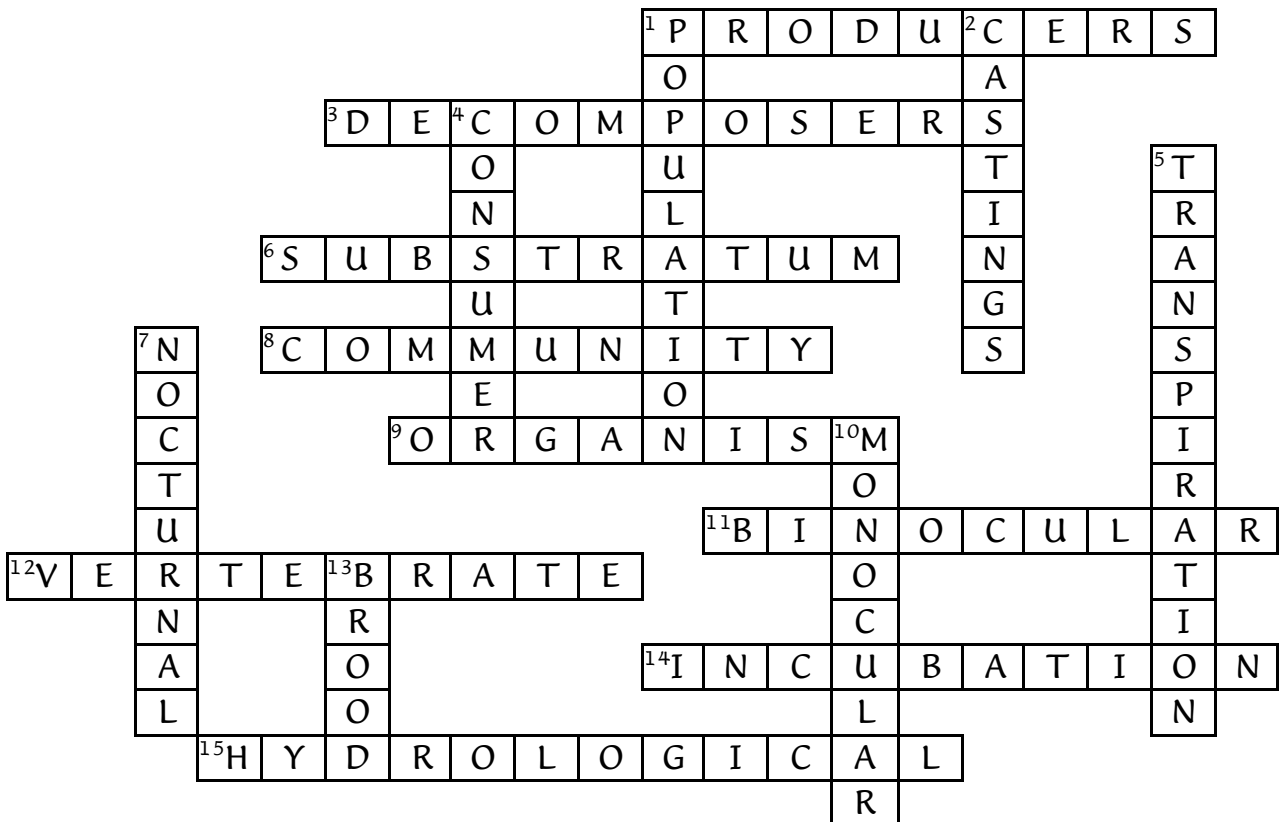 1P R O D U 2C E R S
O A
3D E 4C O M P O S E R S
O U T 5T
N L I R
6S U B S T R A T U M N A
U T G N
7N 8C O M M U N I T Y S S
O E O P
C 9O R G A N I S 10M I
T O R
U 11B I N O C U L A R
12V E R T E 13B R A T E O T
N R C I
A O 14I N C U B A T I O N
L O L N
15H Y D R O L O G I C A L
R